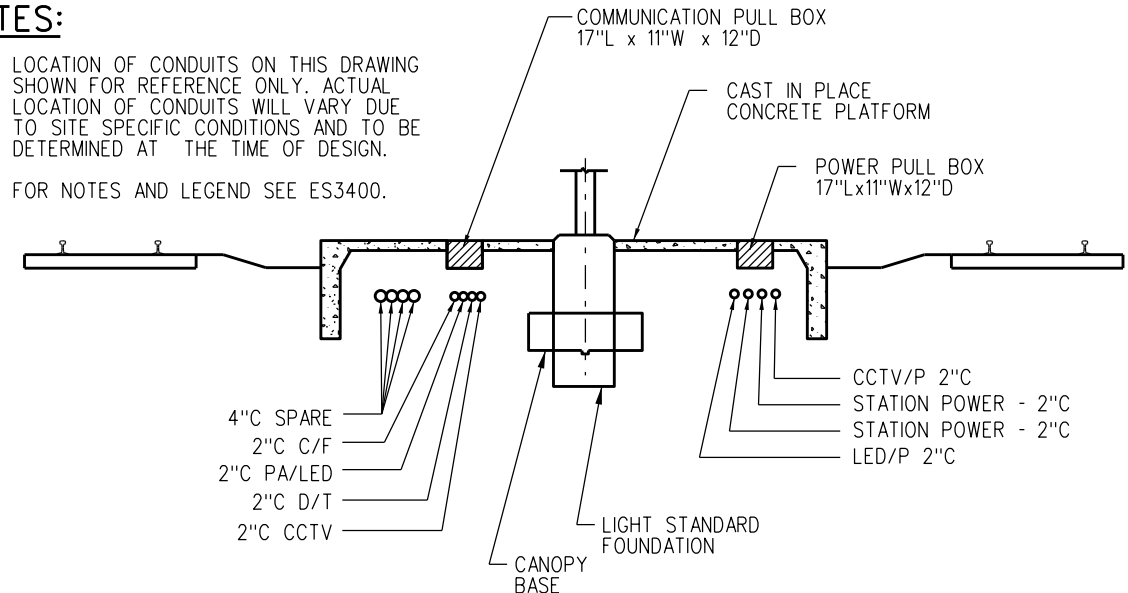 TES:
LOCATION OF CONDUITS ON THIS DRAWING
SHOWN FOR REFERENCE ONLY. ACTUAL
LOCATION OF CONDUITS WILL VARY DUE
TO SITE SPECIFIC CONDITIONS AND TO BE
DETERMINED AT THE TIME OF DESIGN.
FOR NOTES AND LEGEND SEE ES3400.
COMMUNICATION PULL BOX
17"L x 11"W x 12"D
CAST IN PLACE
CONCRETE PLATFORM
POWER PULL BOX
17"Lx11"Wx12"D
4"C SPARE
2"C C/F
2"C PA/LED
2"C D/T
2"C CCTV
CCTV/P 2"C
STATION POWER - 2"C
STATION POWER - 2"C
LED/P 2"C
LIGHT STANDARD
FOUNDATION
CANOPY
BASE